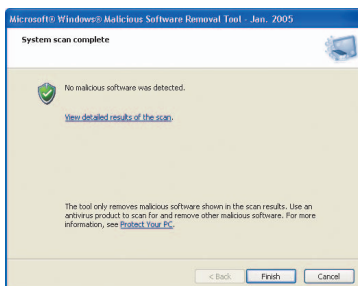 Microsoft® Windows® Malicious Software Removal Tool - Jan. 2005
System scan complete
No malicious software was detected.
View detailed results of the scan.
The tool only removes malicious software shown in the scan results. Use an
antivirus product to scan for and remove other malicious software. For more
information, see Protect Your PC.
< Back Finish Cancel